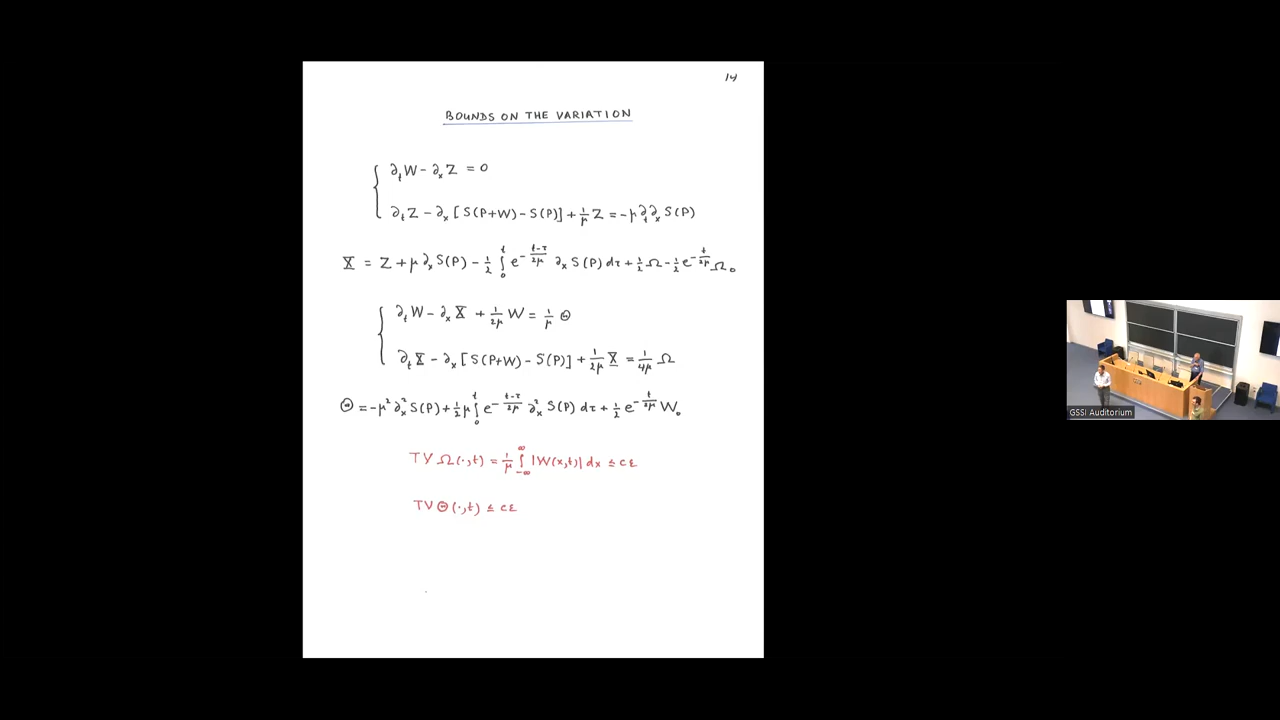 14
BOUNDS ON THE VARIATION
∂ₜW − ∂ₓZ = 0
∂ₜZ − ∂ₓ[S(P+W) − S(P)] + 1/μ Z = −μ∂ₜ∂ₓS(P)
X = Z + μ∂ₓS(P) − 1/2 ∫₀ᵗ e^{−(t−τ)/2μ} ∂ₓS(P)dτ + 1/2 Ω − 1/2 e^{−t/2μ} Ω₀
∂ₜW − ∂ₓX + 1/2μ W = 1/μ Θ
∂ₜX − ∂ₓ[S(P+W) − S(P)] + 1/2μ X = 1/4μ Ω
Θ = −μ²∂ₓ²S(P) + 1/2 μ ∫₀ᵗ e^{−(t−τ)/2μ} ∂ₓ²S(P)dτ + 1/2 e^{−t/2μ} W₀
TV Ω(·,t) = 1/μ ∫_{−∞}^{∞} |W(x,t)|dx ≤ cε
TV Θ(·,t) ≤ cε
GSSI Auditorium